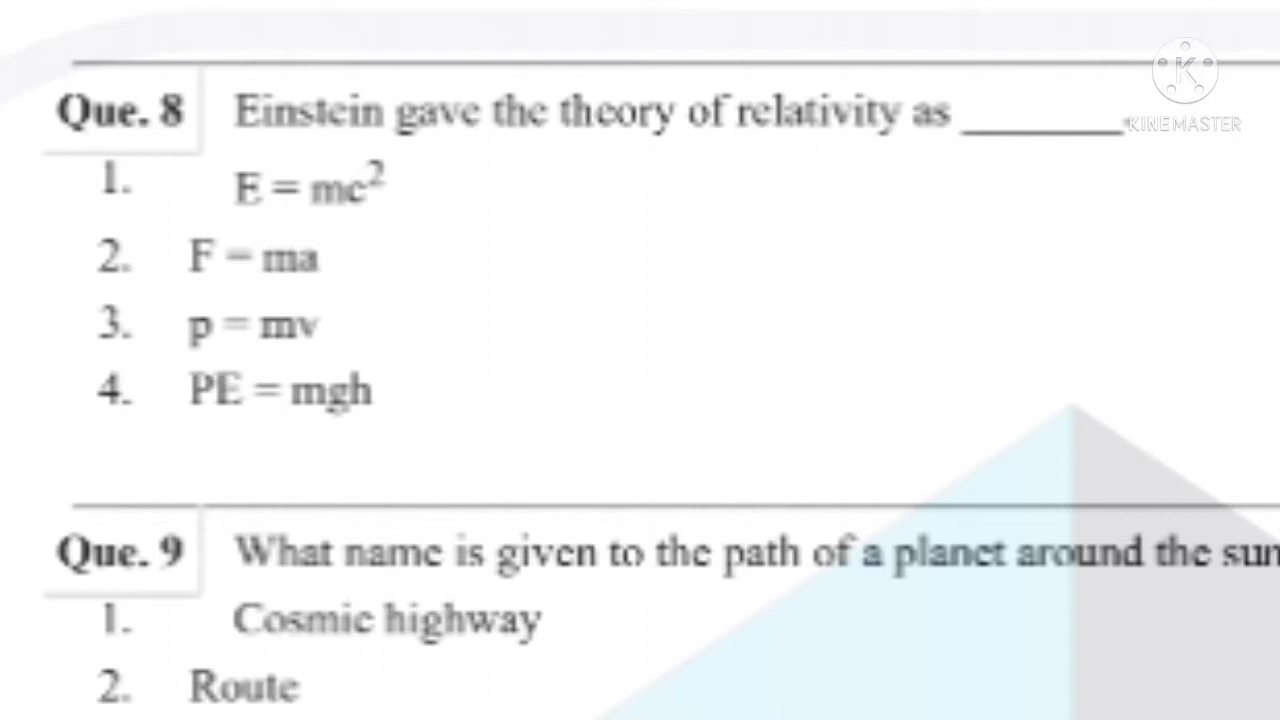 Que. 8 Einstein gave the theory of relativity as ________.
1. E = mc²
2. F = ma
3. p = mv
4. PE = mgh
Que. 9 What name is given to the path of a planet around the sun
1. Cosmic highway
2. Route
K
KINEMASTER